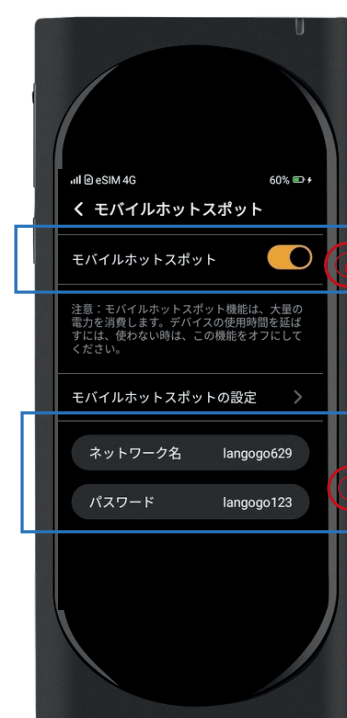 eSIM 4G 60%
モバイルホットスポット
モバイルホットスポット
注意：モバイルホットスポット機能は、大量の
電力を消費します。デバイスの使用時間を延ば
すには、使わない時は、この機能をオフにして
ください。
モバイルホットスポットの設定
ネットワーク名 langogo629
パスワード langogo123